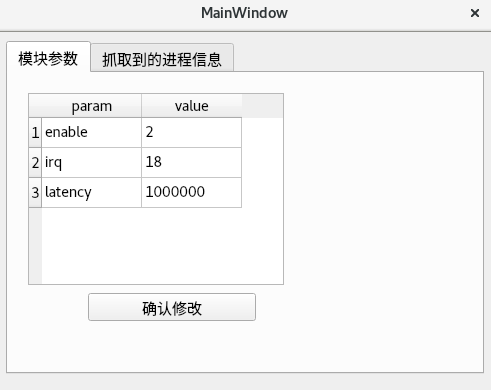 MainWindow
模块参数 抓取到的进程信息
param value
1 enable 2
2 irq 18
3 latency 1000000
确认修改